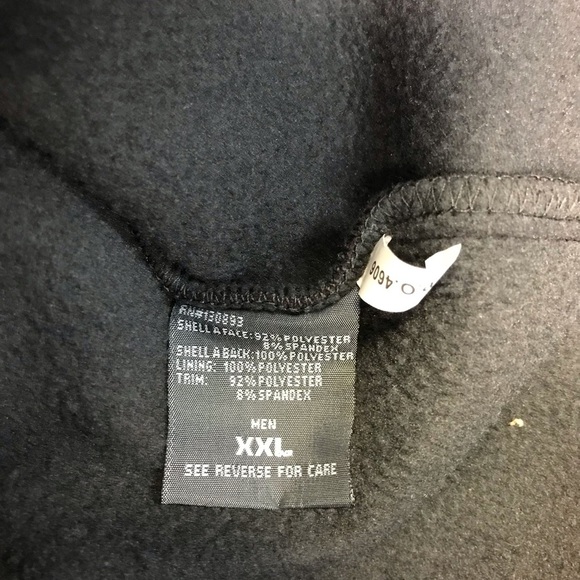 RN#130893
SHELL A FACE: 92% POLYESTER
8% SPANDEX
SHELL A BACK: 100% POLYESTER
LINING: 100% POLYESTER
TRIM: 92% POLYESTER
8% SPANDEX
MEN
XXL
SEE REVERSE FOR CARE
O.4606